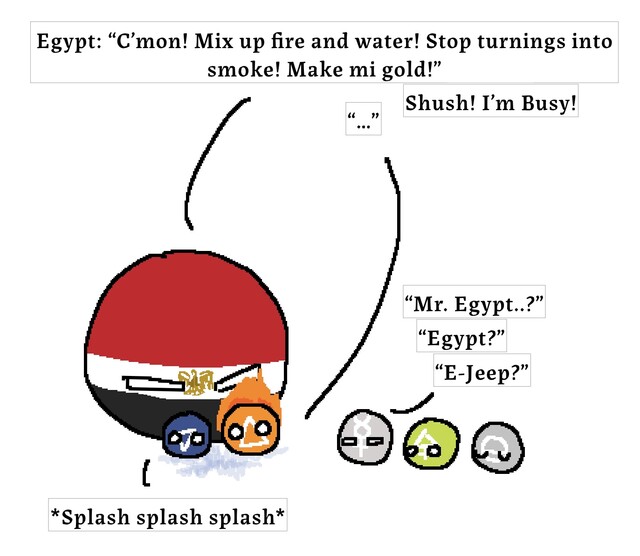 Egypt: “C’mon! Mix up fire and water! Stop turnings into
smoke! Make mi gold!”
Shush! I’m Busy!
“...”
“Mr. Egypt..?”
“Egypt?”
“E-Jeep?”
*Splash splash splash*